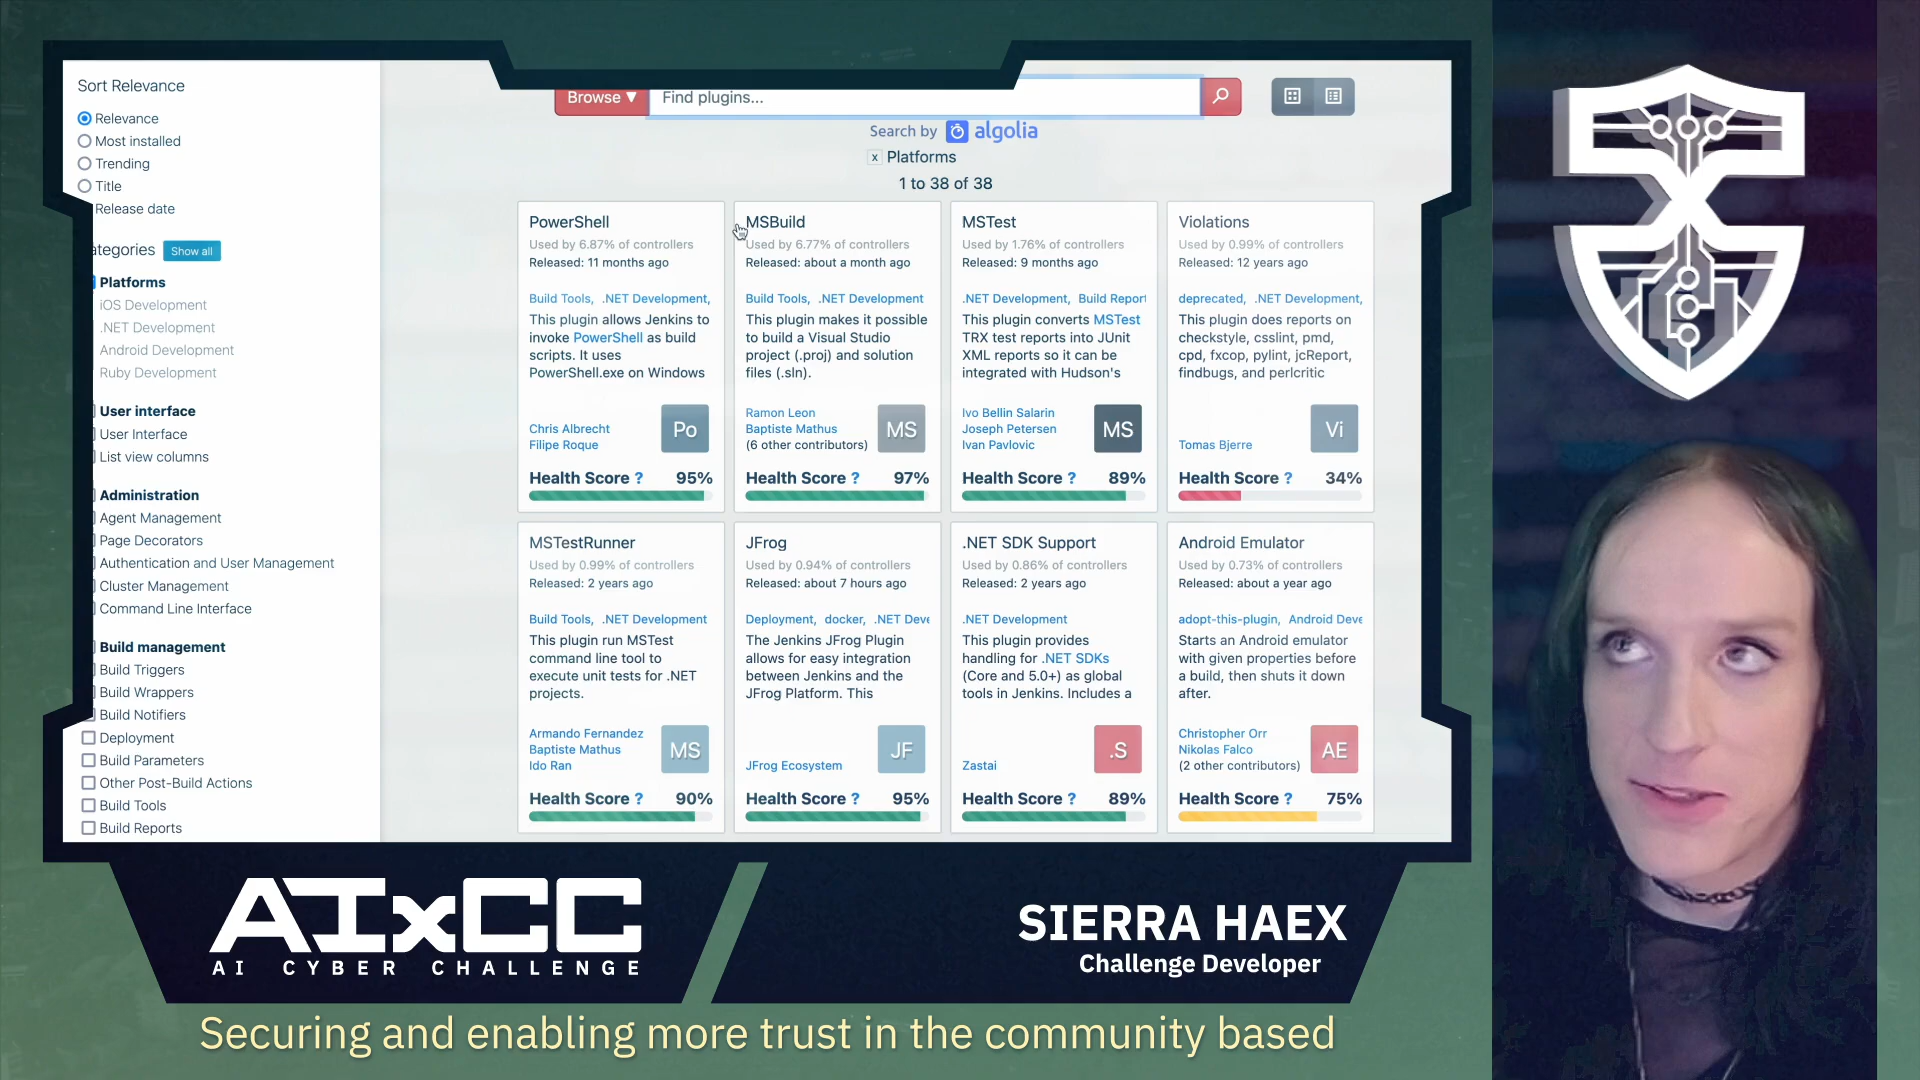 Sort Relevance
Relevance
Most installed
Trending
Title
Release date
ategories Show all
Platforms
iOS Development
.NET Development
Android Development
Ruby Development
User interface
User Interface
List view columns
Administration
Agent Management
Page Decorators
Authentication and User Management
Cluster Management
Command Line Interface
Build management
Build Triggers
Build Wrappers
Build Notifiers
Deployment
Build Parameters
Other Post-Build Actions
Build Tools
Build Reports
Browse ▼ Find plugins...
Search by algolia
x Platforms
1 to 38 of 38
PowerShell
Used by 6.87% of controllers
Released: 11 months ago
Build Tools, .NET Development,
This plugin allows Jenkins to
invoke PowerShell as build
scripts. It uses
PowerShell.exe on Windows
Chris Albrecht
Filipe Roque
Po
Health Score ? 95%
MSBuild
Used by 6.77% of controllers
Released: about a month ago
Build Tools, .NET Development
This plugin makes it possible
to build a Visual Studio
project (.proj) and solution
files (.sln).
Ramon Leon
Baptiste Mathus
(6 other contributors)
MS
Health Score ? 97%
MSTest
Used by 1.76% of controllers
Released: 9 months ago
.NET Development, Build Report
This plugin converts MSTest
TRX test reports into JUnit
XML reports so it can be
integrated with Hudson's
Ivo Bellin Salarin
Joseph Petersen
Ivan Pavlovic
MS
Health Score ? 89%
Violations
Used by 0.99% of controllers
Released: 12 years ago
deprecated, .NET Development,
This plugin does reports on
checkstyle, csslint, pmd,
cpd, fxcop, pylint, jcReport,
findbugs, and perlcritic
Tomas Bjerre
Vi
Health Score ? 34%
MSTestRunner
Used by 0.99% of controllers
Released: 2 years ago
Build Tools, .NET Development
This plugin run MSTest
command line tool to
execute unit tests for .NET
projects.
Armando Fernandez
Baptiste Mathus
Ido Ran
MS
Health Score ? 90%
JFrog
Used by 0.94% of controllers
Released: about 7 hours ago
Deployment, docker, .NET Deve
The Jenkins JFrog Plugin
allows for easy integration
between Jenkins and the
JFrog Platform. This
JFrog Ecosystem
JF
Health Score ? 95%
.NET SDK Support
Used by 0.86% of controllers
Released: 2 years ago
.NET Development
This plugin provides
handling for .NET SDKs
(Core and 5.0+) as global
tools in Jenkins. Includes a
Zastai
.S
Health Score ? 89%
Android Emulator
Used by 0.73% of controllers
Released: about a year ago
adopt-this-plugin, Android Deve
Starts an Android emulator
with given properties before
a build, then shuts it down
after.
Christopher Orr
Nikolas Falco
(2 other contributors)
AE
Health Score ? 75%
AIxCC
AI CYBER CHALLENGE
SIERRA HAEX
Challenge Developer
Securing and enabling more trust in the community based